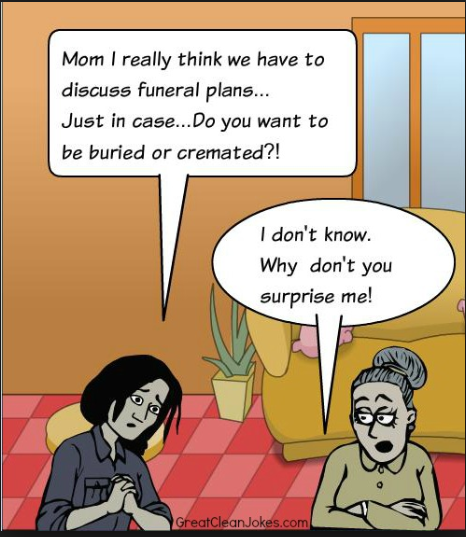 Mom I really think we have to
discuss funeral plans...
Just in case...Do you want to
be buried or cremated?!
I don't know.
Why don't you
surprise me!
GreatCleanJokes.com